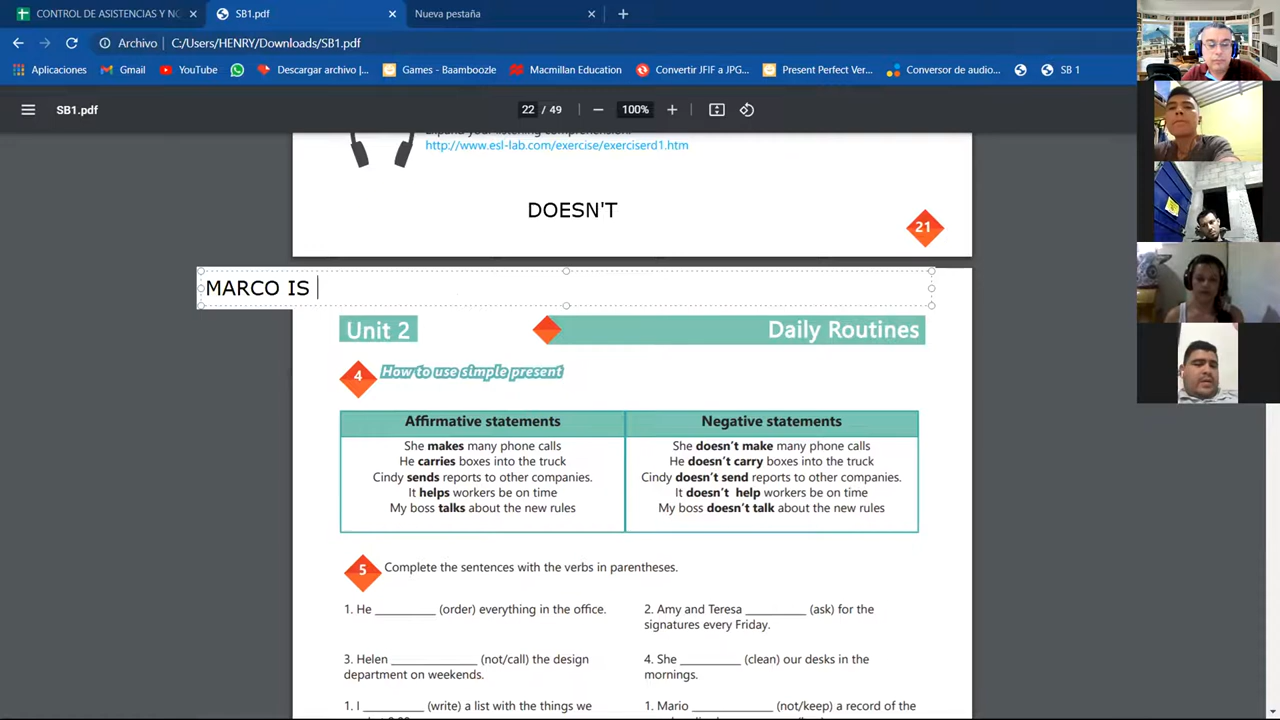 CONTROL DE ASISTENCIAS Y NO
SB1.pdf
Nueva pestaña
Archivo
C:/Users/HENRY/Downloads/SB1.pdf
Aplicaciones
Gmail
YouTube
Descargar archivo |...
Games - Baamboozle
Macmillan Education
Convertir JFIF a JPG...
Present Perfect Ver...
Conversor de audio...
SB 1
SB1.pdf
22 / 49
100%
http://www.esl-lab.com/exercise/exerciserd1.htm
DOESN'T
21
MARCO IS
Unit 2
Daily Routines
4
How to use simple present
Affirmative statements
Negative statements
She makes many phone calls
He carries boxes into the truck
Cindy sends reports to other companies.
It helps workers be on time
My boss talks about the new rules
She doesn't make many phone calls
He doesn't carry boxes into the truck
Cindy doesn't send reports to other companies.
It doesn't help workers be on time
My boss doesn't talk about the new rules
5
Complete the sentences with the verbs in parentheses.
1. He _________ (order) everything in the office.
2. Amy and Teresa _________ (ask) for the
signatures every Friday.
3. Helen _____________ (not/call) the design
department on weekends.
4. She _________ (clean) our desks in the
mornings.
1. I _________ (write) a list with the things we
1. Mario ____________ (not/keep) a record of the